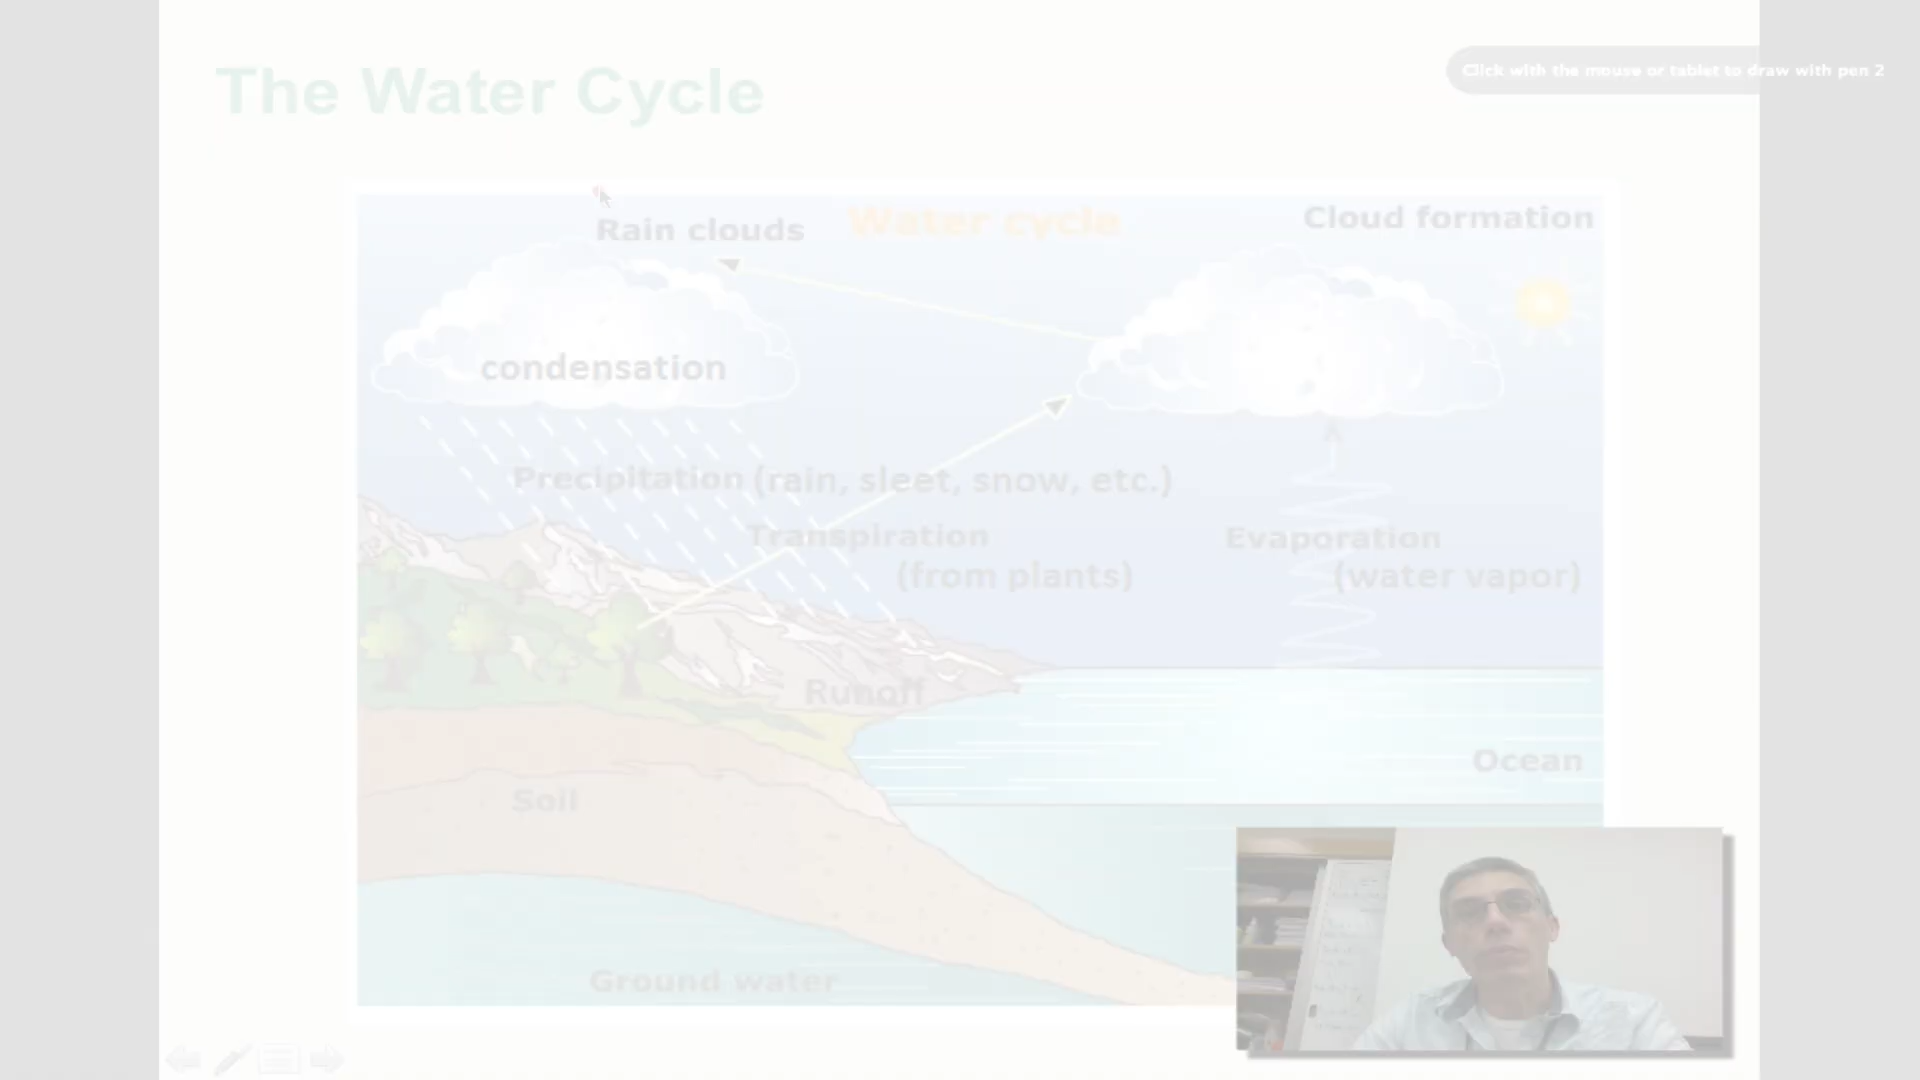 The Water Cycle
Click with the mouse or tablet to draw with pen 2
Rain clouds
Water cycle
Cloud formation
condensation
Precipitation (rain, sleet, snow, etc.)
Transpiration
(from plants)
Evaporation
(water vapor)
Runoff
Ocean
Soil
Ground water